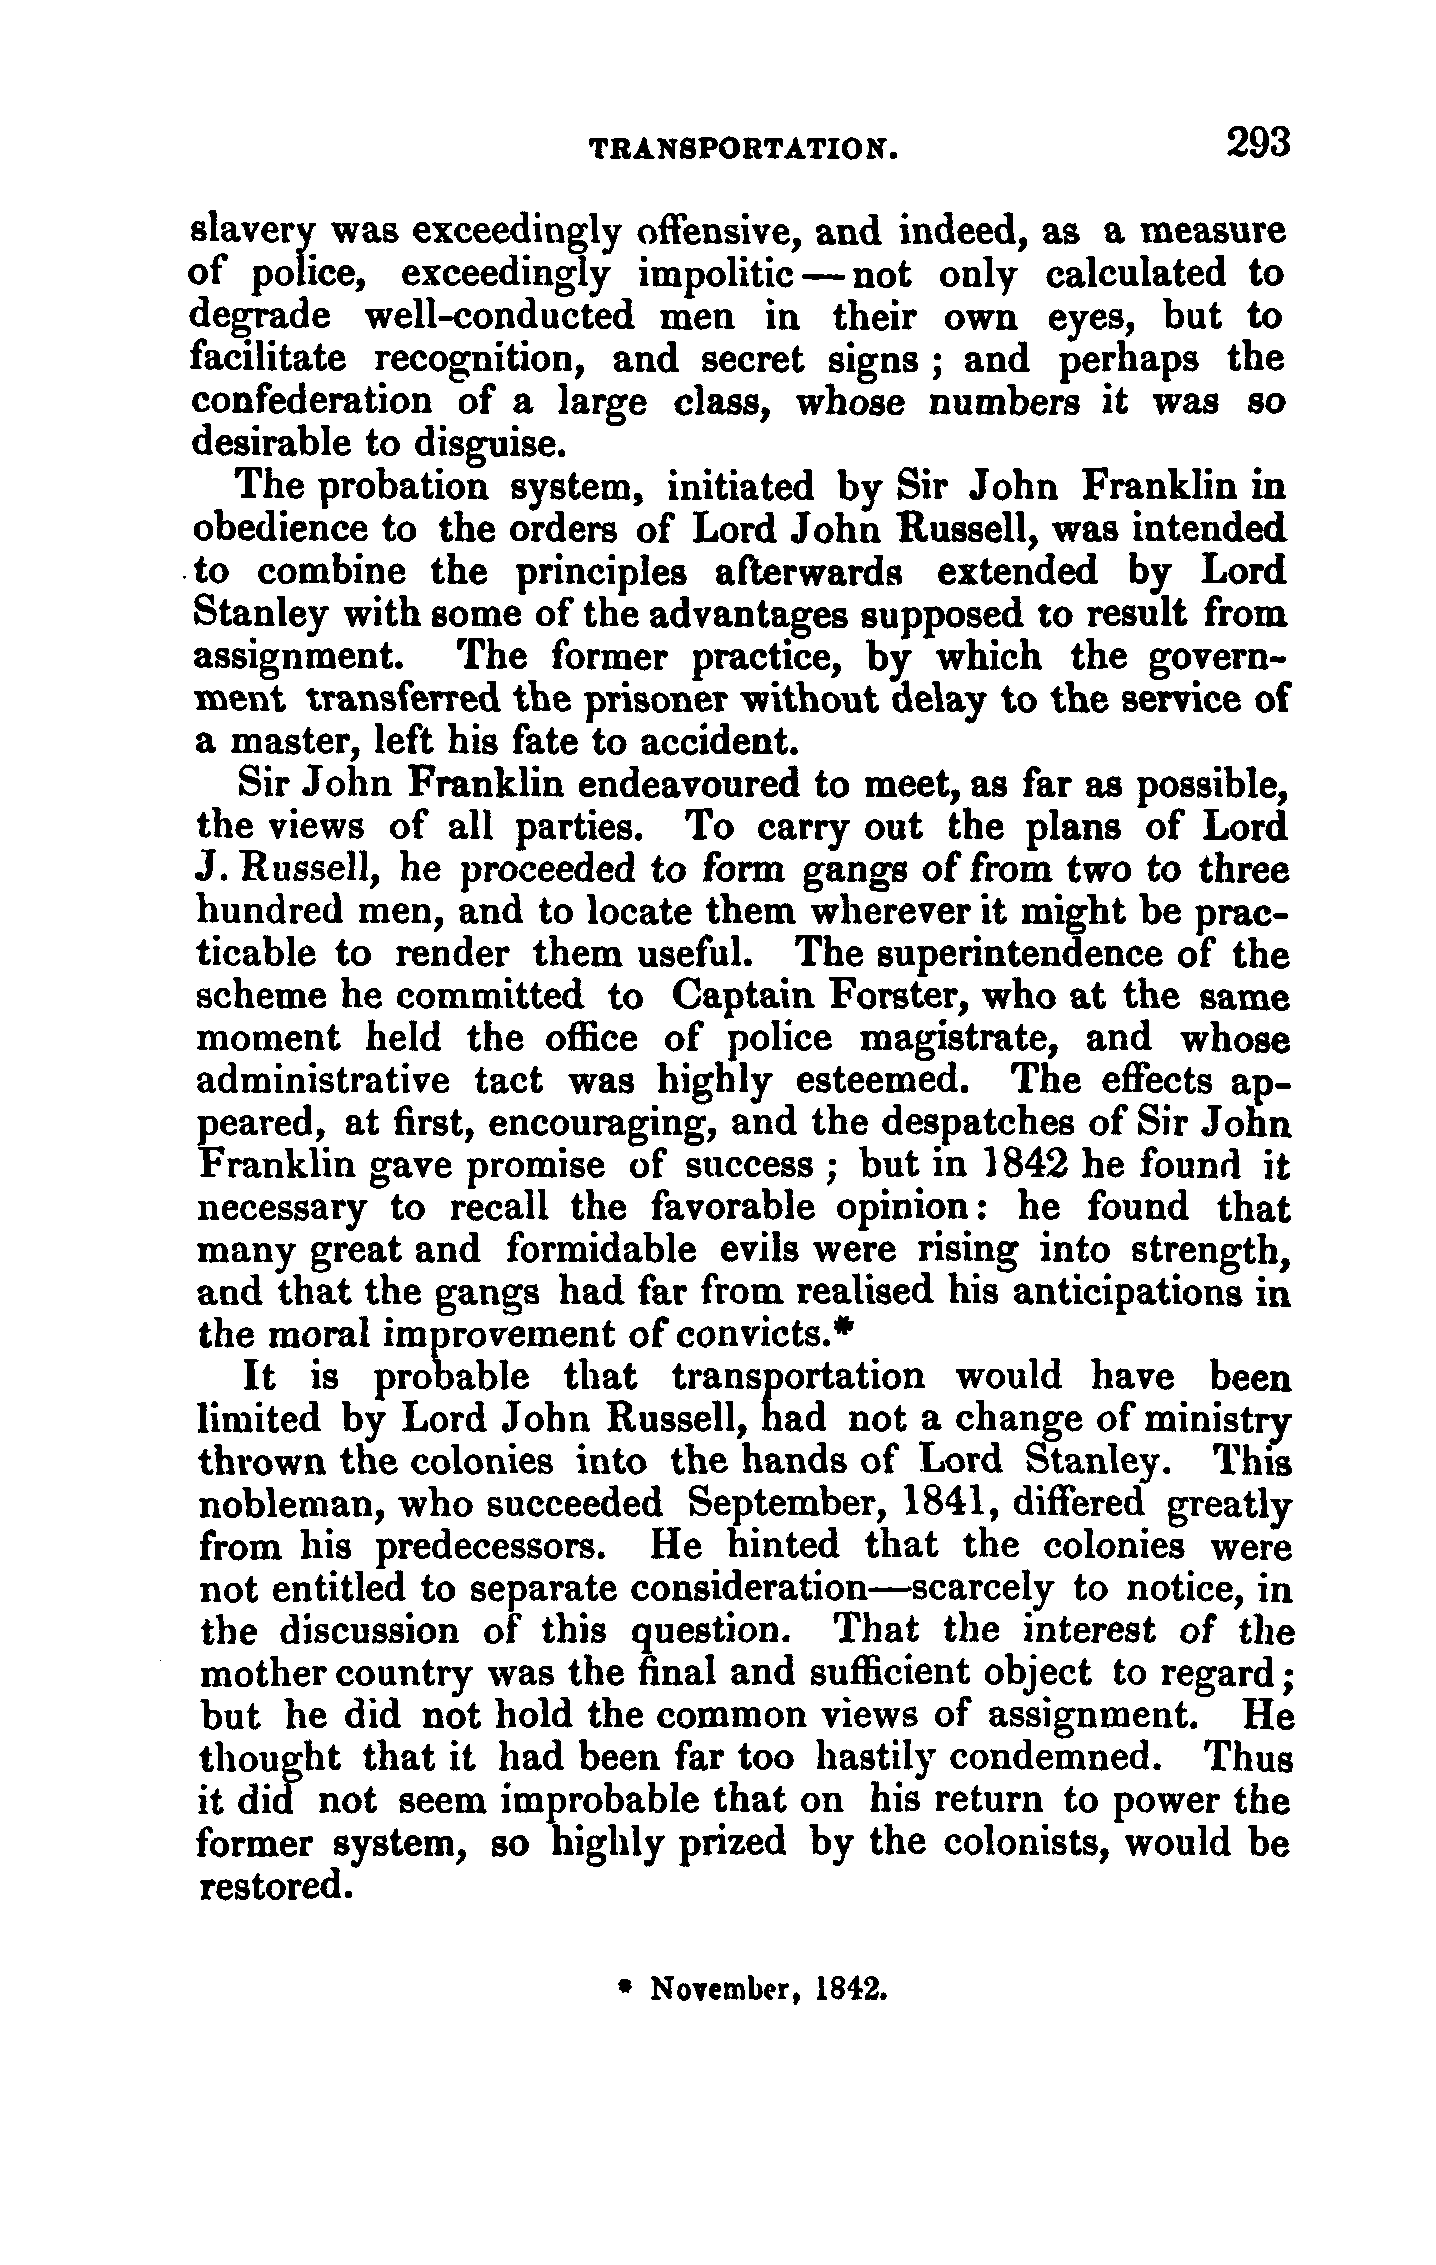 TRANSPORTATION. 293
slavery was exceedingly offensive, and indeed, as a measure
of police, exceedingly impolitic — not only calculated to
degrade well-conducted men in their own eyes, but to
facilitate recognition, and secret signs ; and perhaps the
confederation of a large class, whose numbers it was so
desirable to disguise.
The probation system, initiated by Sir John Franklin in
obedience to the orders of Lord John Russell, was intended
to combine the principles afterwards extended by Lord
Stanley with some of the advantages supposed to result from
assignment. The former practice, by which the govern-
ment transferred the prisoner without delay to the service of
a master, left his fate to accident.
Sir John Franklin endeavoured to meet, as far as possible,
the views of all parties. To carry out the plans of Lord
J. Russell, he proceeded to form gangs of from two to three
hundred men, and to locate them wherever it might be prac-
ticable to render them useful. The superintendence of the
scheme he committed to Captain Forster, who at the same
moment held the office of police magistrate, and whose
administrative tact was highly esteemed. The effects ap-
peared, at first, encouraging, and the despatches of Sir John
Franklin gave promise of success ; but in 1842 he found it
necessary to recall the favorable opinion: he found that
many great and formidable evils were rising into strength,
and that the gangs had far from realised his anticipations in
the moral improvement of convicts.*
It is probable that transportation would have been
limited by Lord John Russell, had not a change of ministry
thrown the colonies into the hands of Lord Stanley. This
nobleman, who succeeded September, 1841, differed greatly
from his predecessors. He hinted that the colonies were
not entitled to separate consideration—scarcely to notice, in
the discussion of this question. That the interest of the
mother country was the final and sufficient object to regard;
but he did not hold the common views of assignment. He
thought that it had been far too hastily condemned. Thus
it did not seem improbable that on his return to power the
former system, so highly prized by the colonists, would be
restored.
* November, 1842.